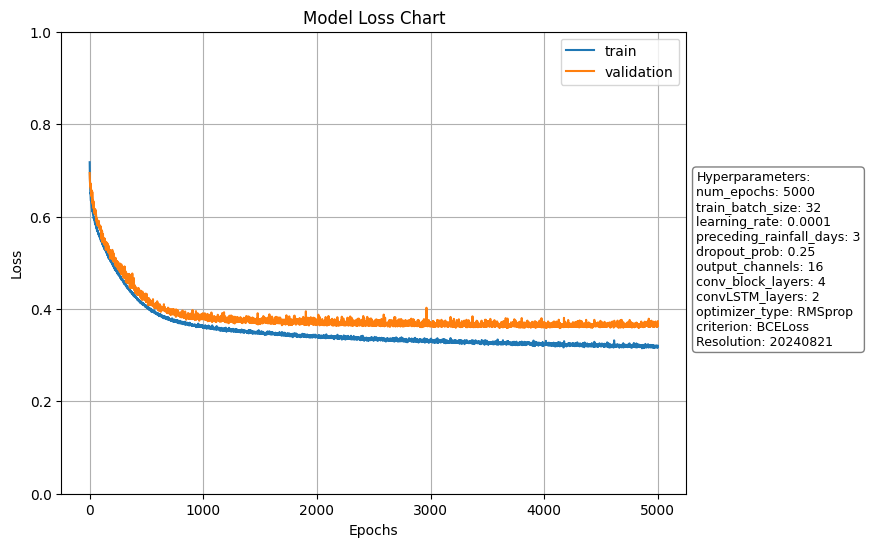 Model Loss Chart
1.0
0.8
0.6
0.4
0.2
0.0
Loss
0
1000
2000
3000
4000
5000
Epochs
train
validation
Hyperparameters:
num_epochs: 5000
train_batch_size: 32
learning_rate: 0.0001
preceding_rainfall_days: 3
dropout_prob: 0.25
output_channels: 16
conv_block_layers: 4
convLSTM_layers: 2
optimizer_type: RMSprop
criterion: BCELoss
Resolution: 20240821